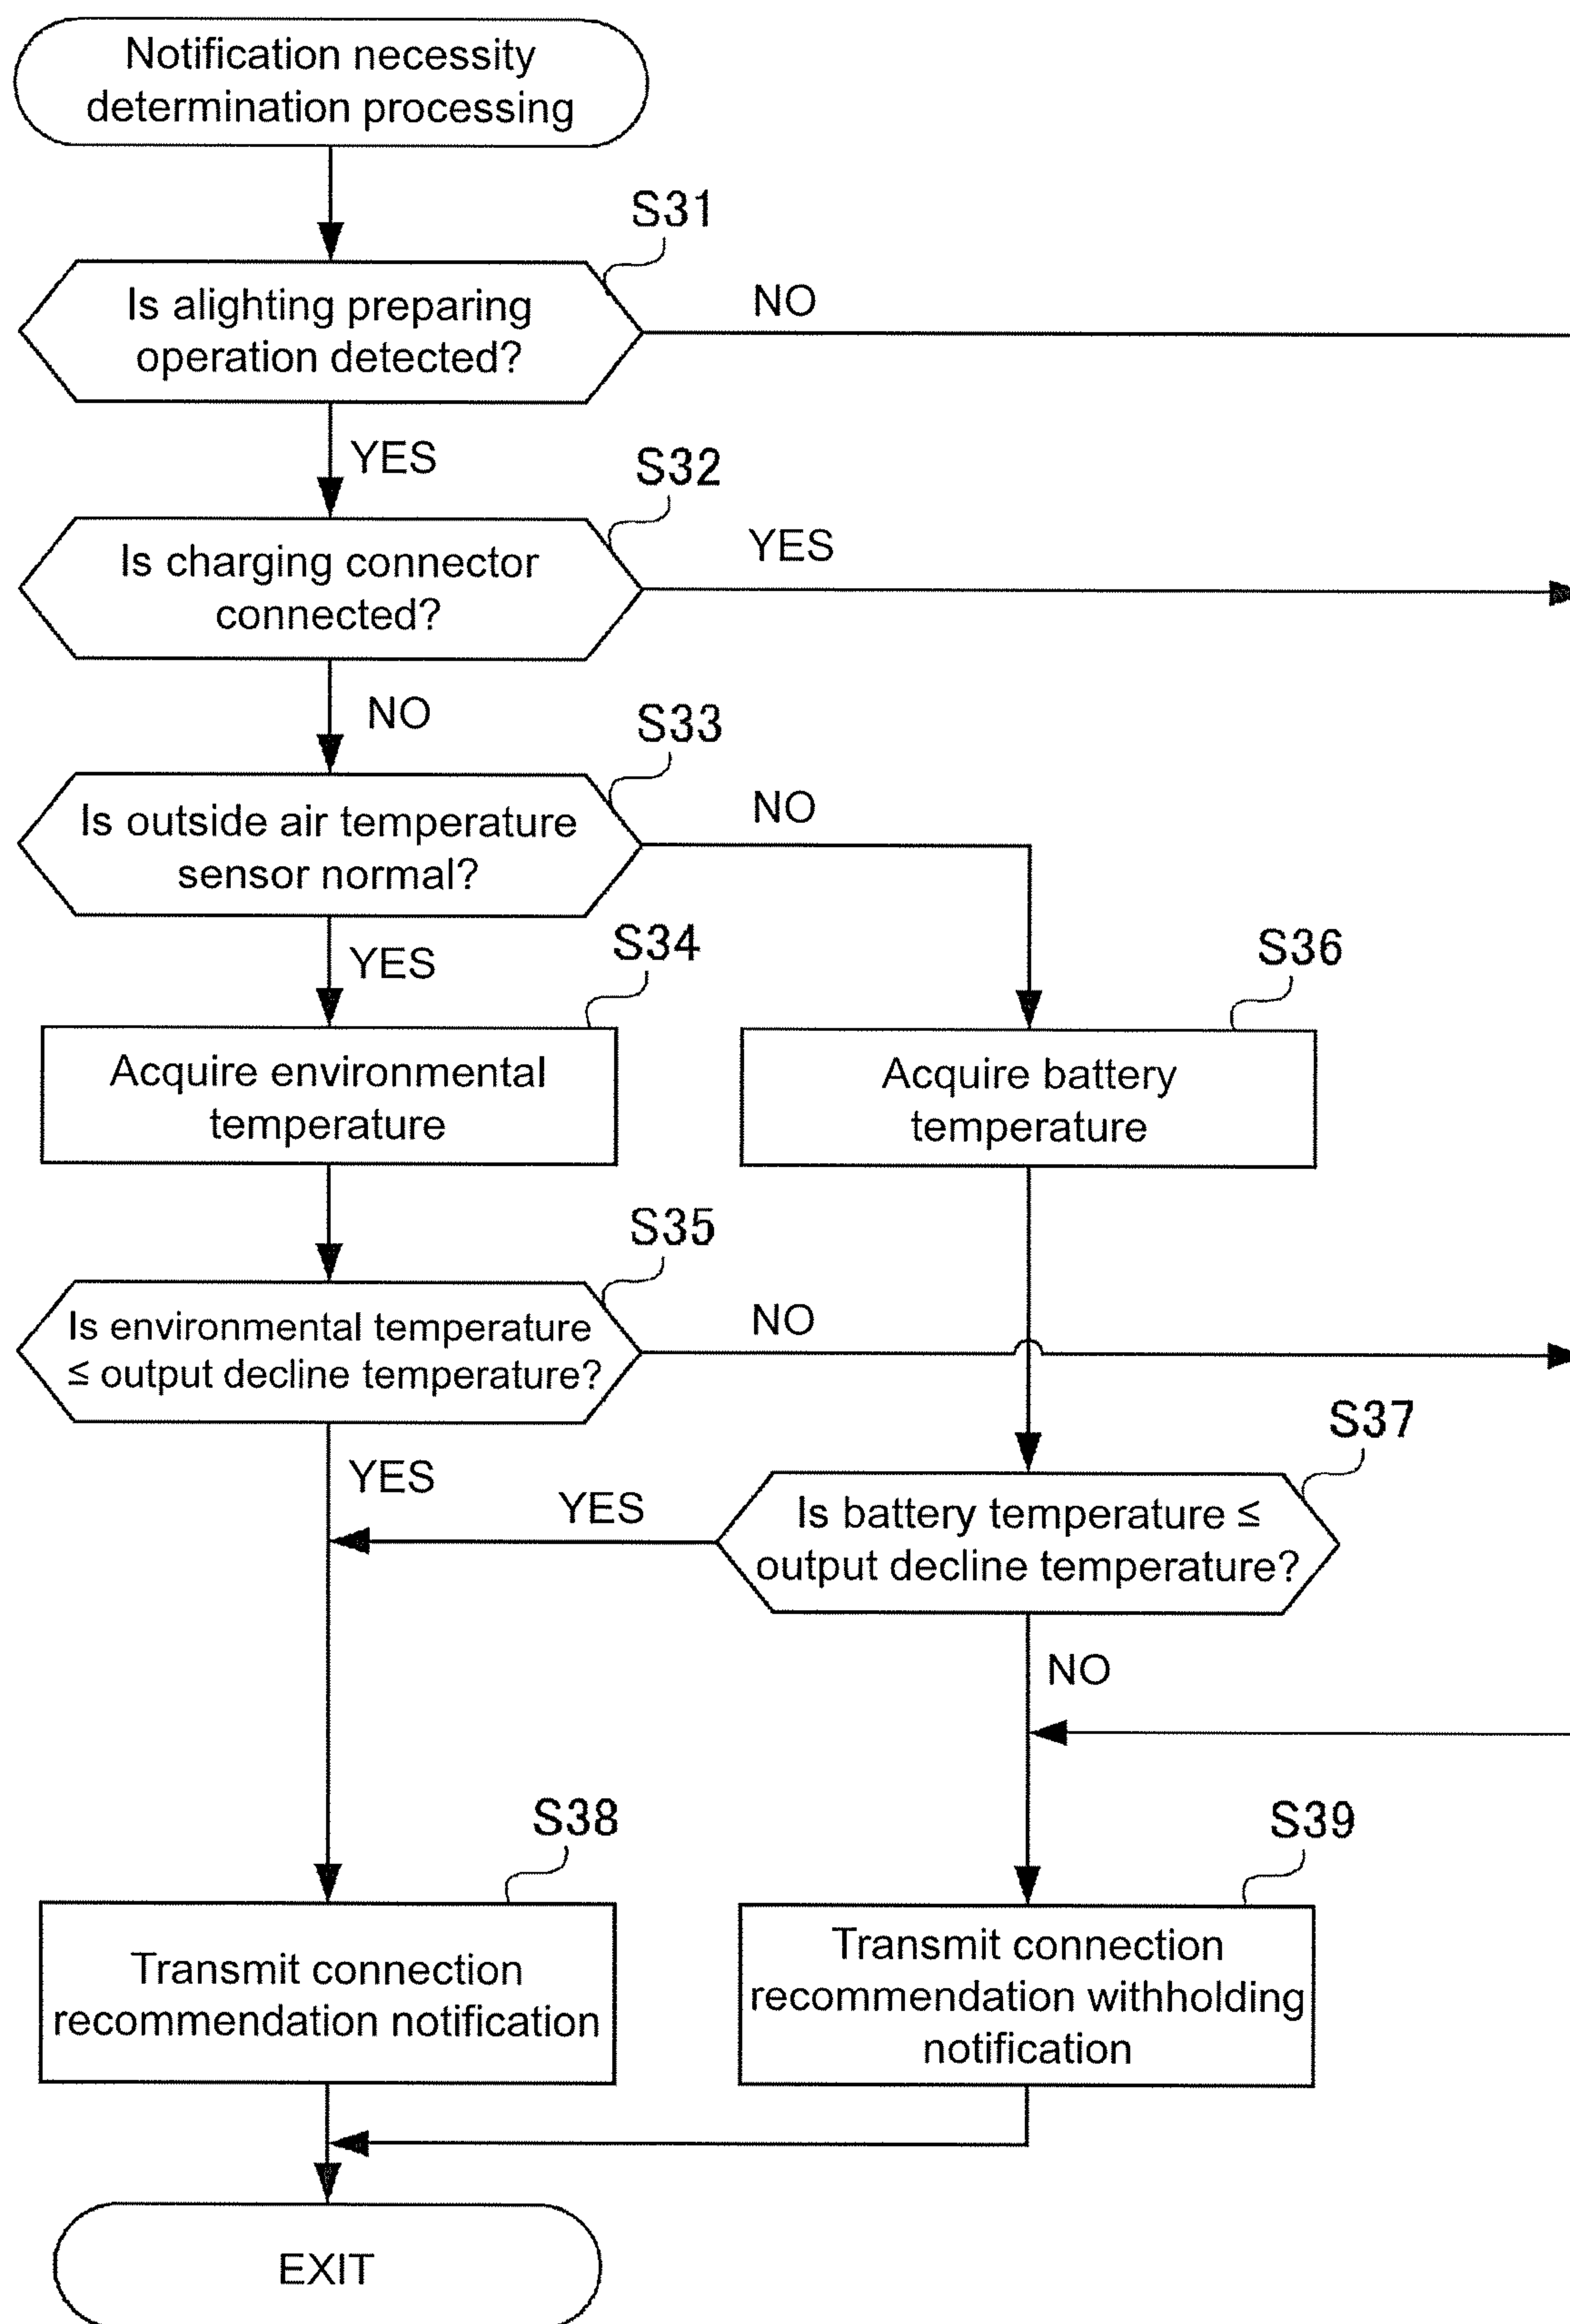 Notification necessity
determination processing
S31
Is alighting preparing
operation detected?
NO
YES
S32
Is charging connector
connected?
YES
NO
S33
Is outside air temperature
sensor normal?
NO
YES
S34
Acquire environmental
temperature
S36
Acquire battery
temperature
S35
Is environmental temperature
≤ output decline temperature?
NO
YES
S37
Is battery temperature ≤
output decline temperature?
YES
NO
S38
Transmit connection
recommendation notification
S39
Transmit connection
recommendation withholding
notification
EXIT